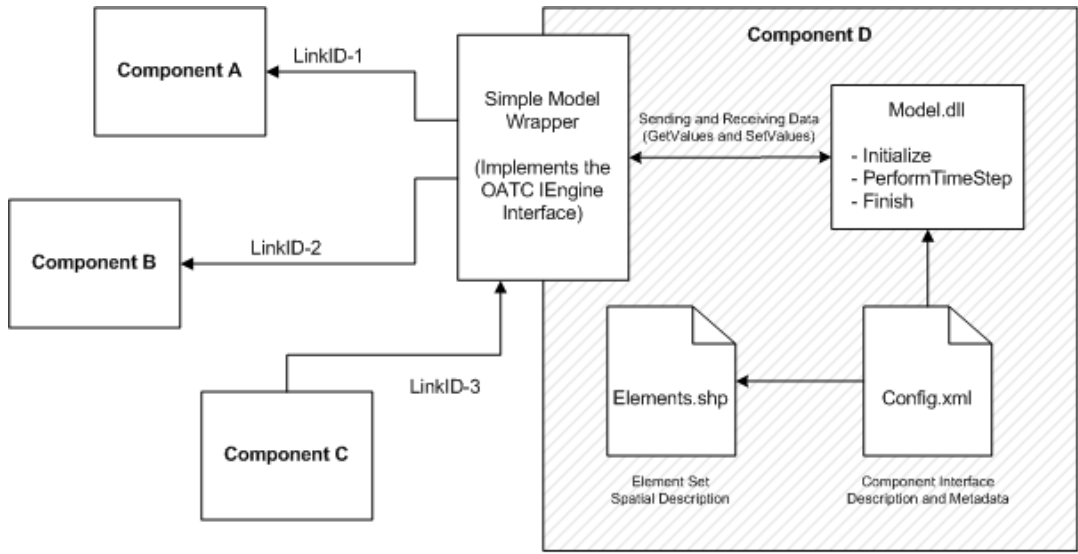 Component D
Component A
LinkID-1
Simple Model
Wrapper
(Implements the
OATC IEngine
Interface)
Sending and Receiving Data
(GetValues and SetValues)
Model.dll
- Initialize
- PerformTimeStep
- Finish
Component B
LinkID-2
LinkID-3
Component C
Elements.shp
Config.xml
Element Set
Spatial Description
Component Interface
Description and Metadata